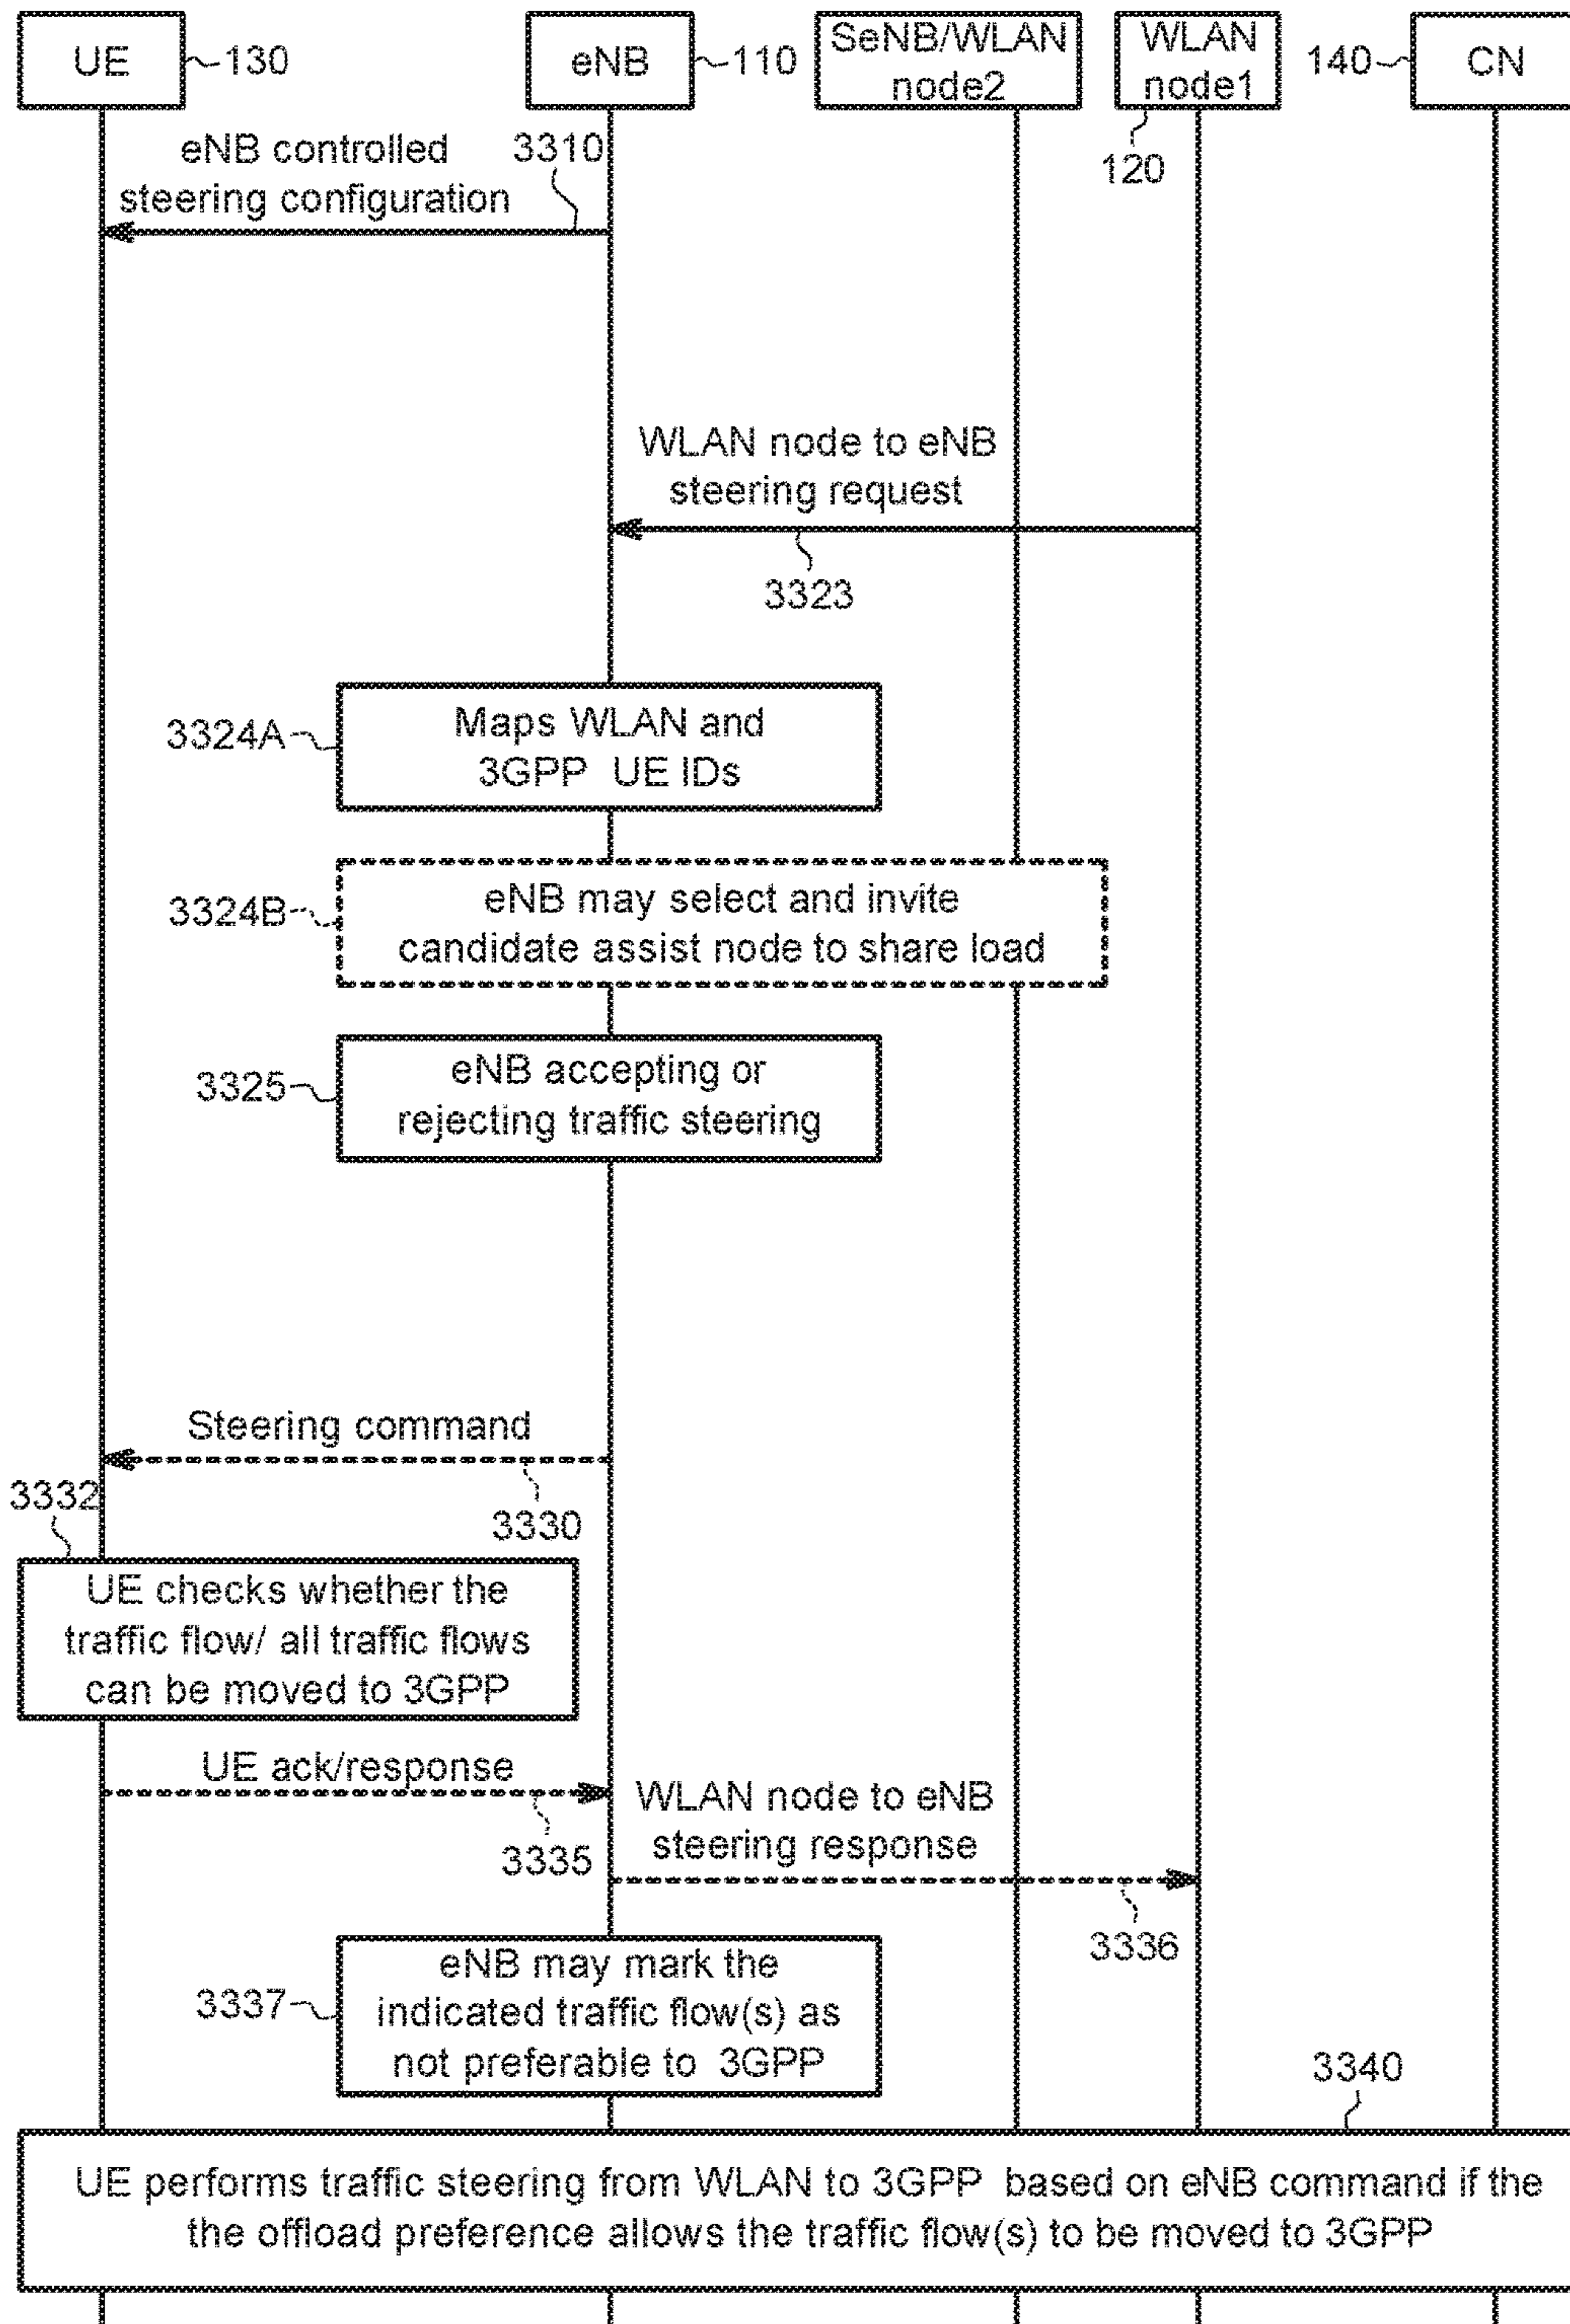 UE
130
eNB
110
SeNB/WLAN
node2
WLAN
node1
120
140
CN
eNB controlled
steering configuration
3310
WLAN node to eNB
steering request
3323
3324A
Maps WLAN and
3GPP UE IDs
3324B
eNB may select and invite
candidate assist node to share load
3325
eNB accepting or
rejecting traffic steering
Steering command
3330
3332
UE checks whether the
traffic flow/ all traffic flows
can be moved to 3GPP
UE ack/response
3335
WLAN node to eNB
steering response
3336
3337
eNB may mark the
indicated traffic flow(s) as
not preferable to 3GPP
3340
UE performs traffic steering from WLAN to 3GPP based on eNB command if the
the offload preference allows the traffic flow(s) to be moved to 3GPP